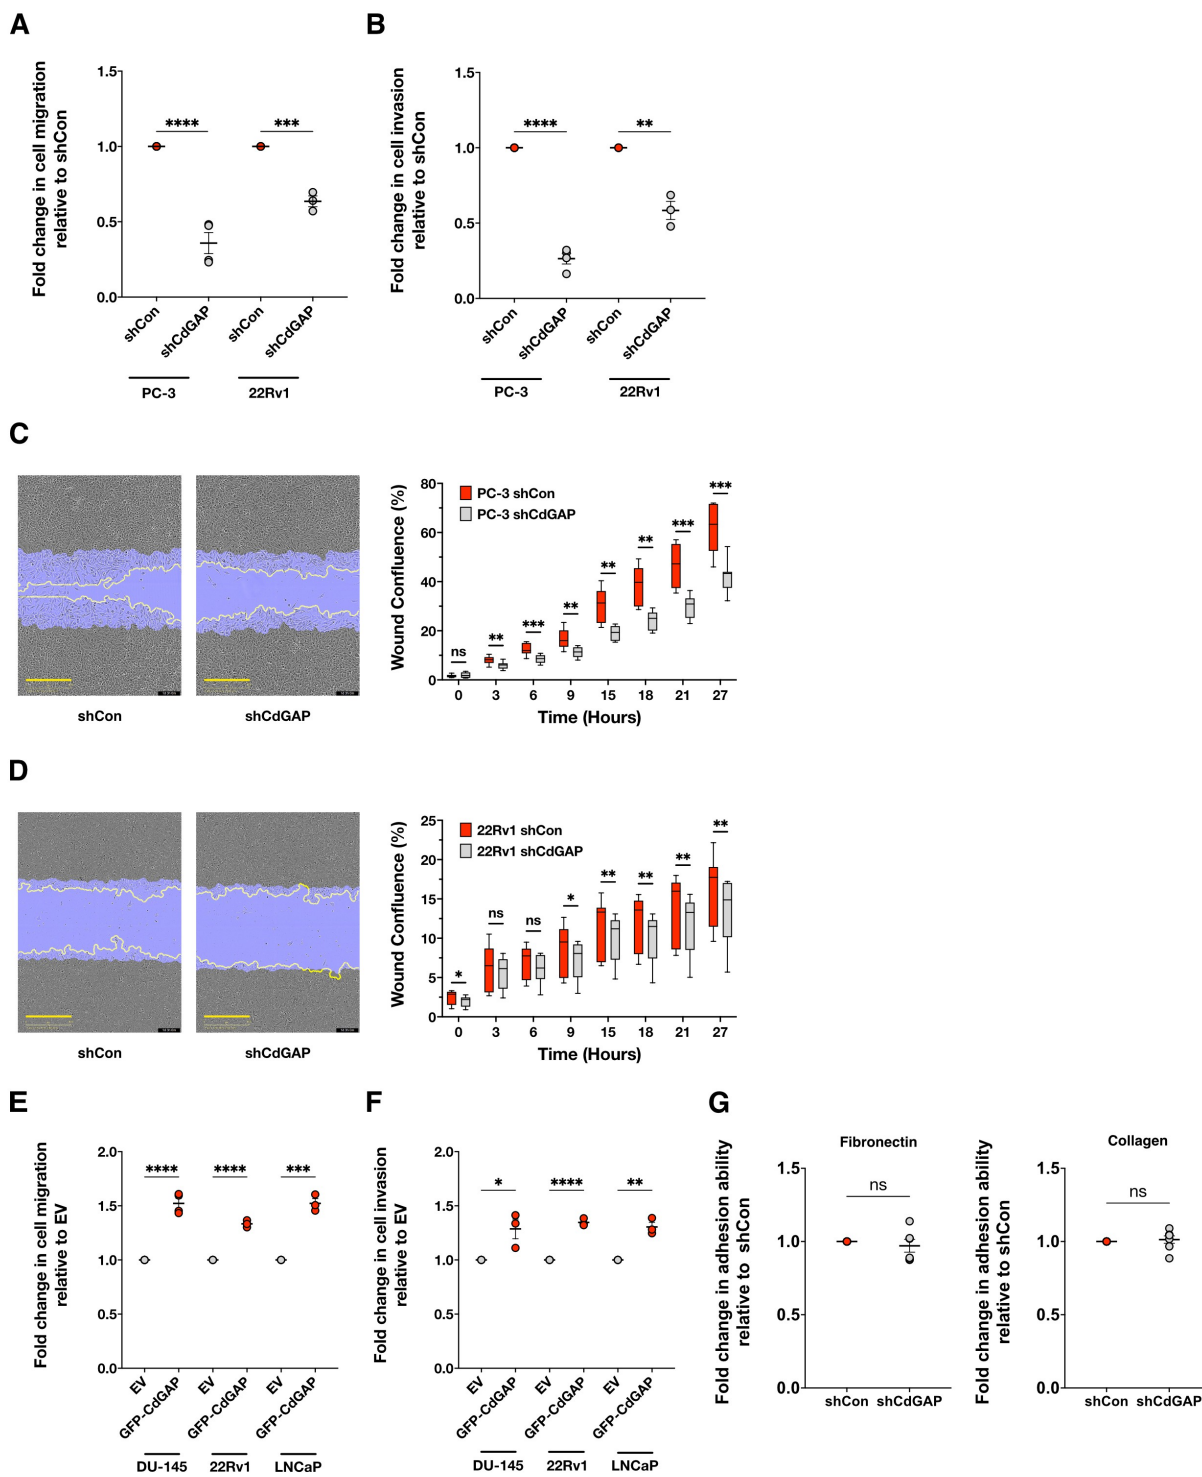 A
Fold change in cell migration
relative to shCon
1.5
1.0
0.5
0.0
****
***
shCon
shCdGAP
shCon
shCdGAP
PC-3
22Rv1
B
Fold change in cell invasion
relative to shCon
1.5
1.0
0.5
0.0
****
**
shCon
shCdGAP
shCon
shCdGAP
PC-3
22Rv1
C
shCon
shCdGAP
Wound Confluence (%)
80
60
40
20
0
PC-3 shCon
PC-3 shCdGAP
ns
**
***
**
**
**
***
***
0 3 6 9 15 18 21 27
Time (Hours)
D
shCon
shCdGAP
Wound Confluence (%)
25
20
15
10
5
0
22Rv1 shCon
22Rv1 shCdGAP
*
ns
ns
*
**
**
**
**
0 3 6 9 15 18 21 27
Time (Hours)
E
Fold change in cell migration
relative to EV
2.0
1.5
1.0
0.5
0.0
****
****
***
EV
GFP-CdGAP
EV
GFP-CdGAP
EV
GFP-CdGAP
DU-145
22Rv1
LNCaP
F
Fold change in cell invasion
relative to EV
2.0
1.5
1.0
0.5
0.0
*
****
**
EV
GFP-CdGAP
EV
GFP-CdGAP
EV
GFP-CdGAP
DU-145
22Rv1
LNCaP
G
Fold change in adhesion ability
relative to shCon
Fibronectin
1.5
1.0
0.5
0.0
ns
shCon shCdGAP
Fold change in adhesion ability
relative to shCon
Collagen
1.5
1.0
0.5
0.0
ns
shCon shCdGAP